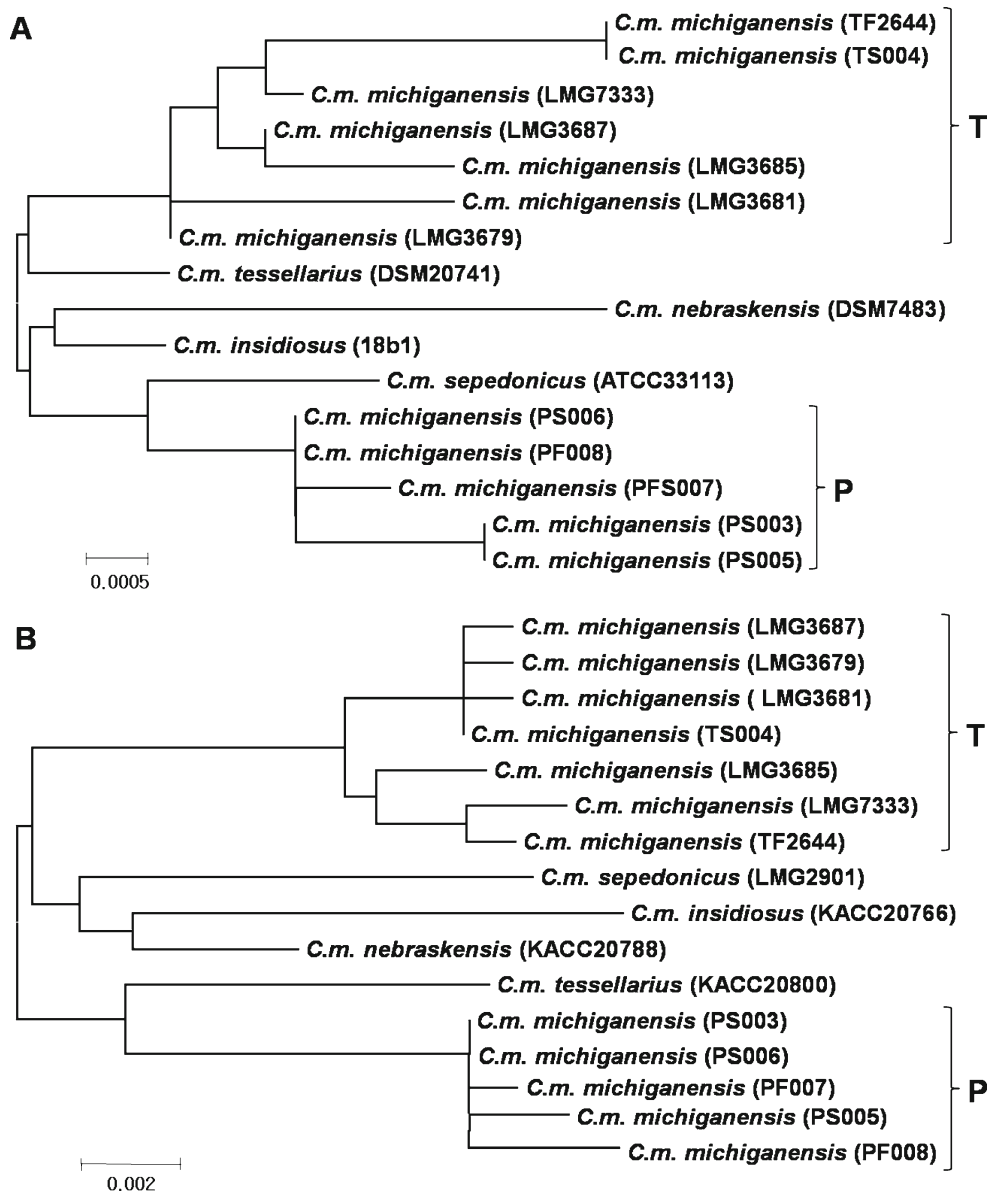 A
C.m. michiganensis (TF2644)
C.m. michiganensis (TS004)
C.m. michiganensis (LMG7333)
C.m. michiganensis (LMG3687)
T
C.m. michiganensis (LMG3685)
C.m. michiganensis (LMG3681)
C.m. michiganensis (LMG3679)
C.m. tessellarius (DSM20741)
C.m. nebraskensis (DSM7483)
C.m. insidiosus (18b1)
C.m. sepedonicus (ATCC33113)
C.m. michiganensis (PS006)
C.m. michiganensis (PF008)
C.m. michiganensis (PFS007)
P
C.m. michiganensis (PS003)
C.m. michiganensis (PS005)
0.0005
B
C.m. michiganensis (LMG3687)
C.m. michiganensis (LMG3679)
C.m. michiganensis ( LMG3681)
C.m. michiganensis (TS004)
T
C.m. michiganensis (LMG3685)
C.m. michiganensis (LMG7333)
C.m. michiganensis (TF2644)
C.m. sepedonicus (LMG2901)
C.m. insidiosus (KACC20766)
C.m. nebraskensis (KACC20788)
C.m. tessellarius (KACC20800)
C.m. michiganensis (PS003)
C.m. michiganensis (PS006)
C.m. michiganensis (PF007)
P
C.m. michiganensis (PS005)
C.m. michiganensis (PF008)
0.002